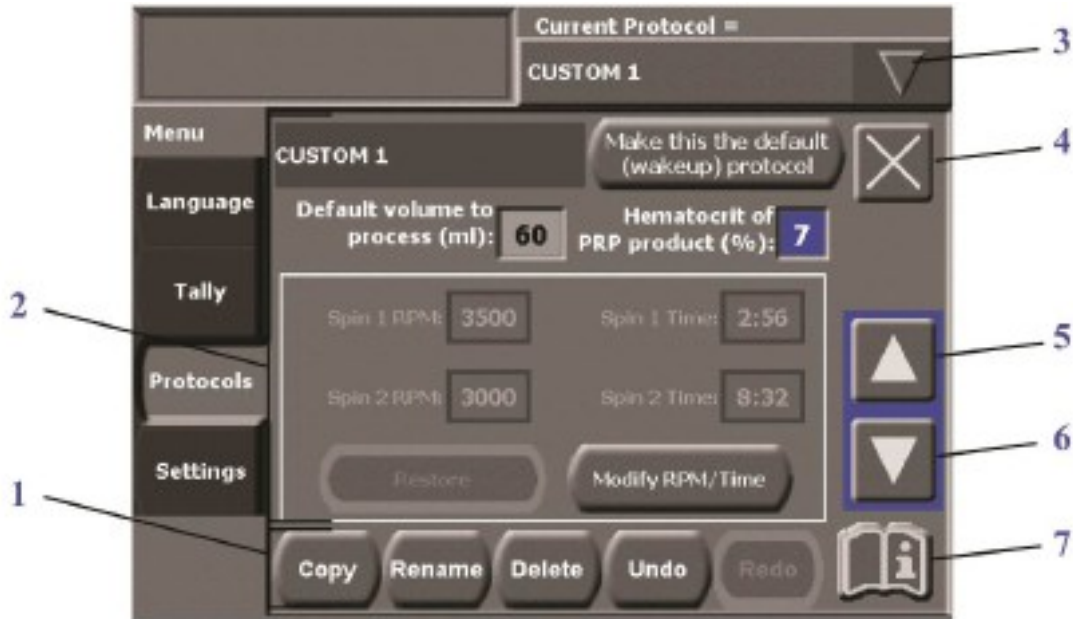 Current Protocol =
CUSTOM 1
3
Menu
CUSTOM 1
Make this the default
(wakeup) protocol
4
Language
Default volume to
process (ml): 60
Hematocrit of
PRP product (%): 7
Tally
2
Spin 1 RPM: 3500
Spin 1 Time: 2:56
5
Protocols
Spin 2 RPM: 3000
Spin 2 Time: 8:32
6
Settings
Restore
Modify RPM/Time
1
Copy
Rename
Delete
Undo
Redo
i
7